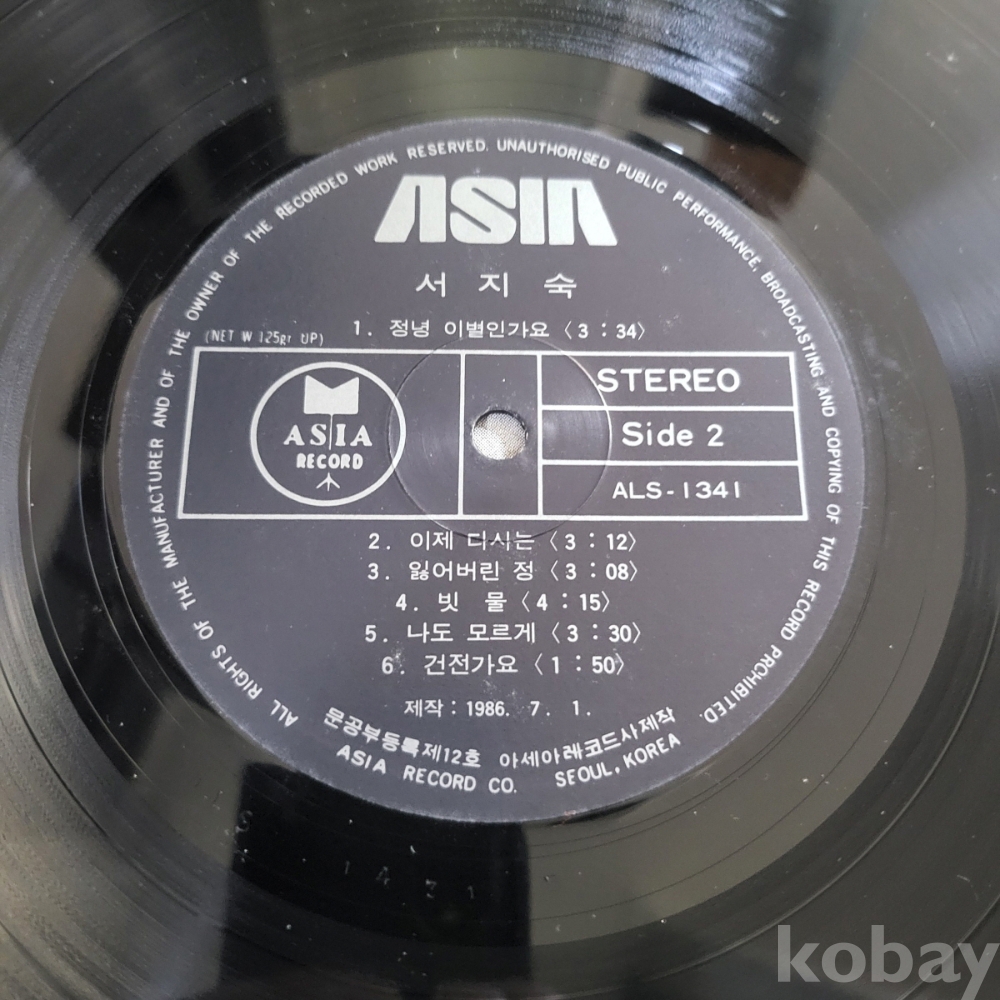 ALL RIGHTS OF THE MANUFACTURER AND OF THE OWNER OF THE RECORDED WORK RESERVED. UNAUTHORISED PUBLIC PERFORMANCE, BROADCASTING AND COPYING OF THIS RECORD PROHIBITED.
ASIA
서 지 숙
1. 정녕 이별인가요 〈3 : 34〉
(NET W 125gr UP)
ASIA
RECORD
STEREO
Side 2
ALS-1341
2. 이제 다시는 〈3 : 12〉
3. 잃어버린 정 〈3 : 08〉
4. 빗 물 〈4 : 15〉
5. 나도 모르게 〈3 : 30〉
6. 건전가요 〈1 : 50〉
제작 : 1986. 7. 1.
문공부등록제12호 아세아레코드사제작
ASIA RECORD CO. SEOUL, KOREA
kobay